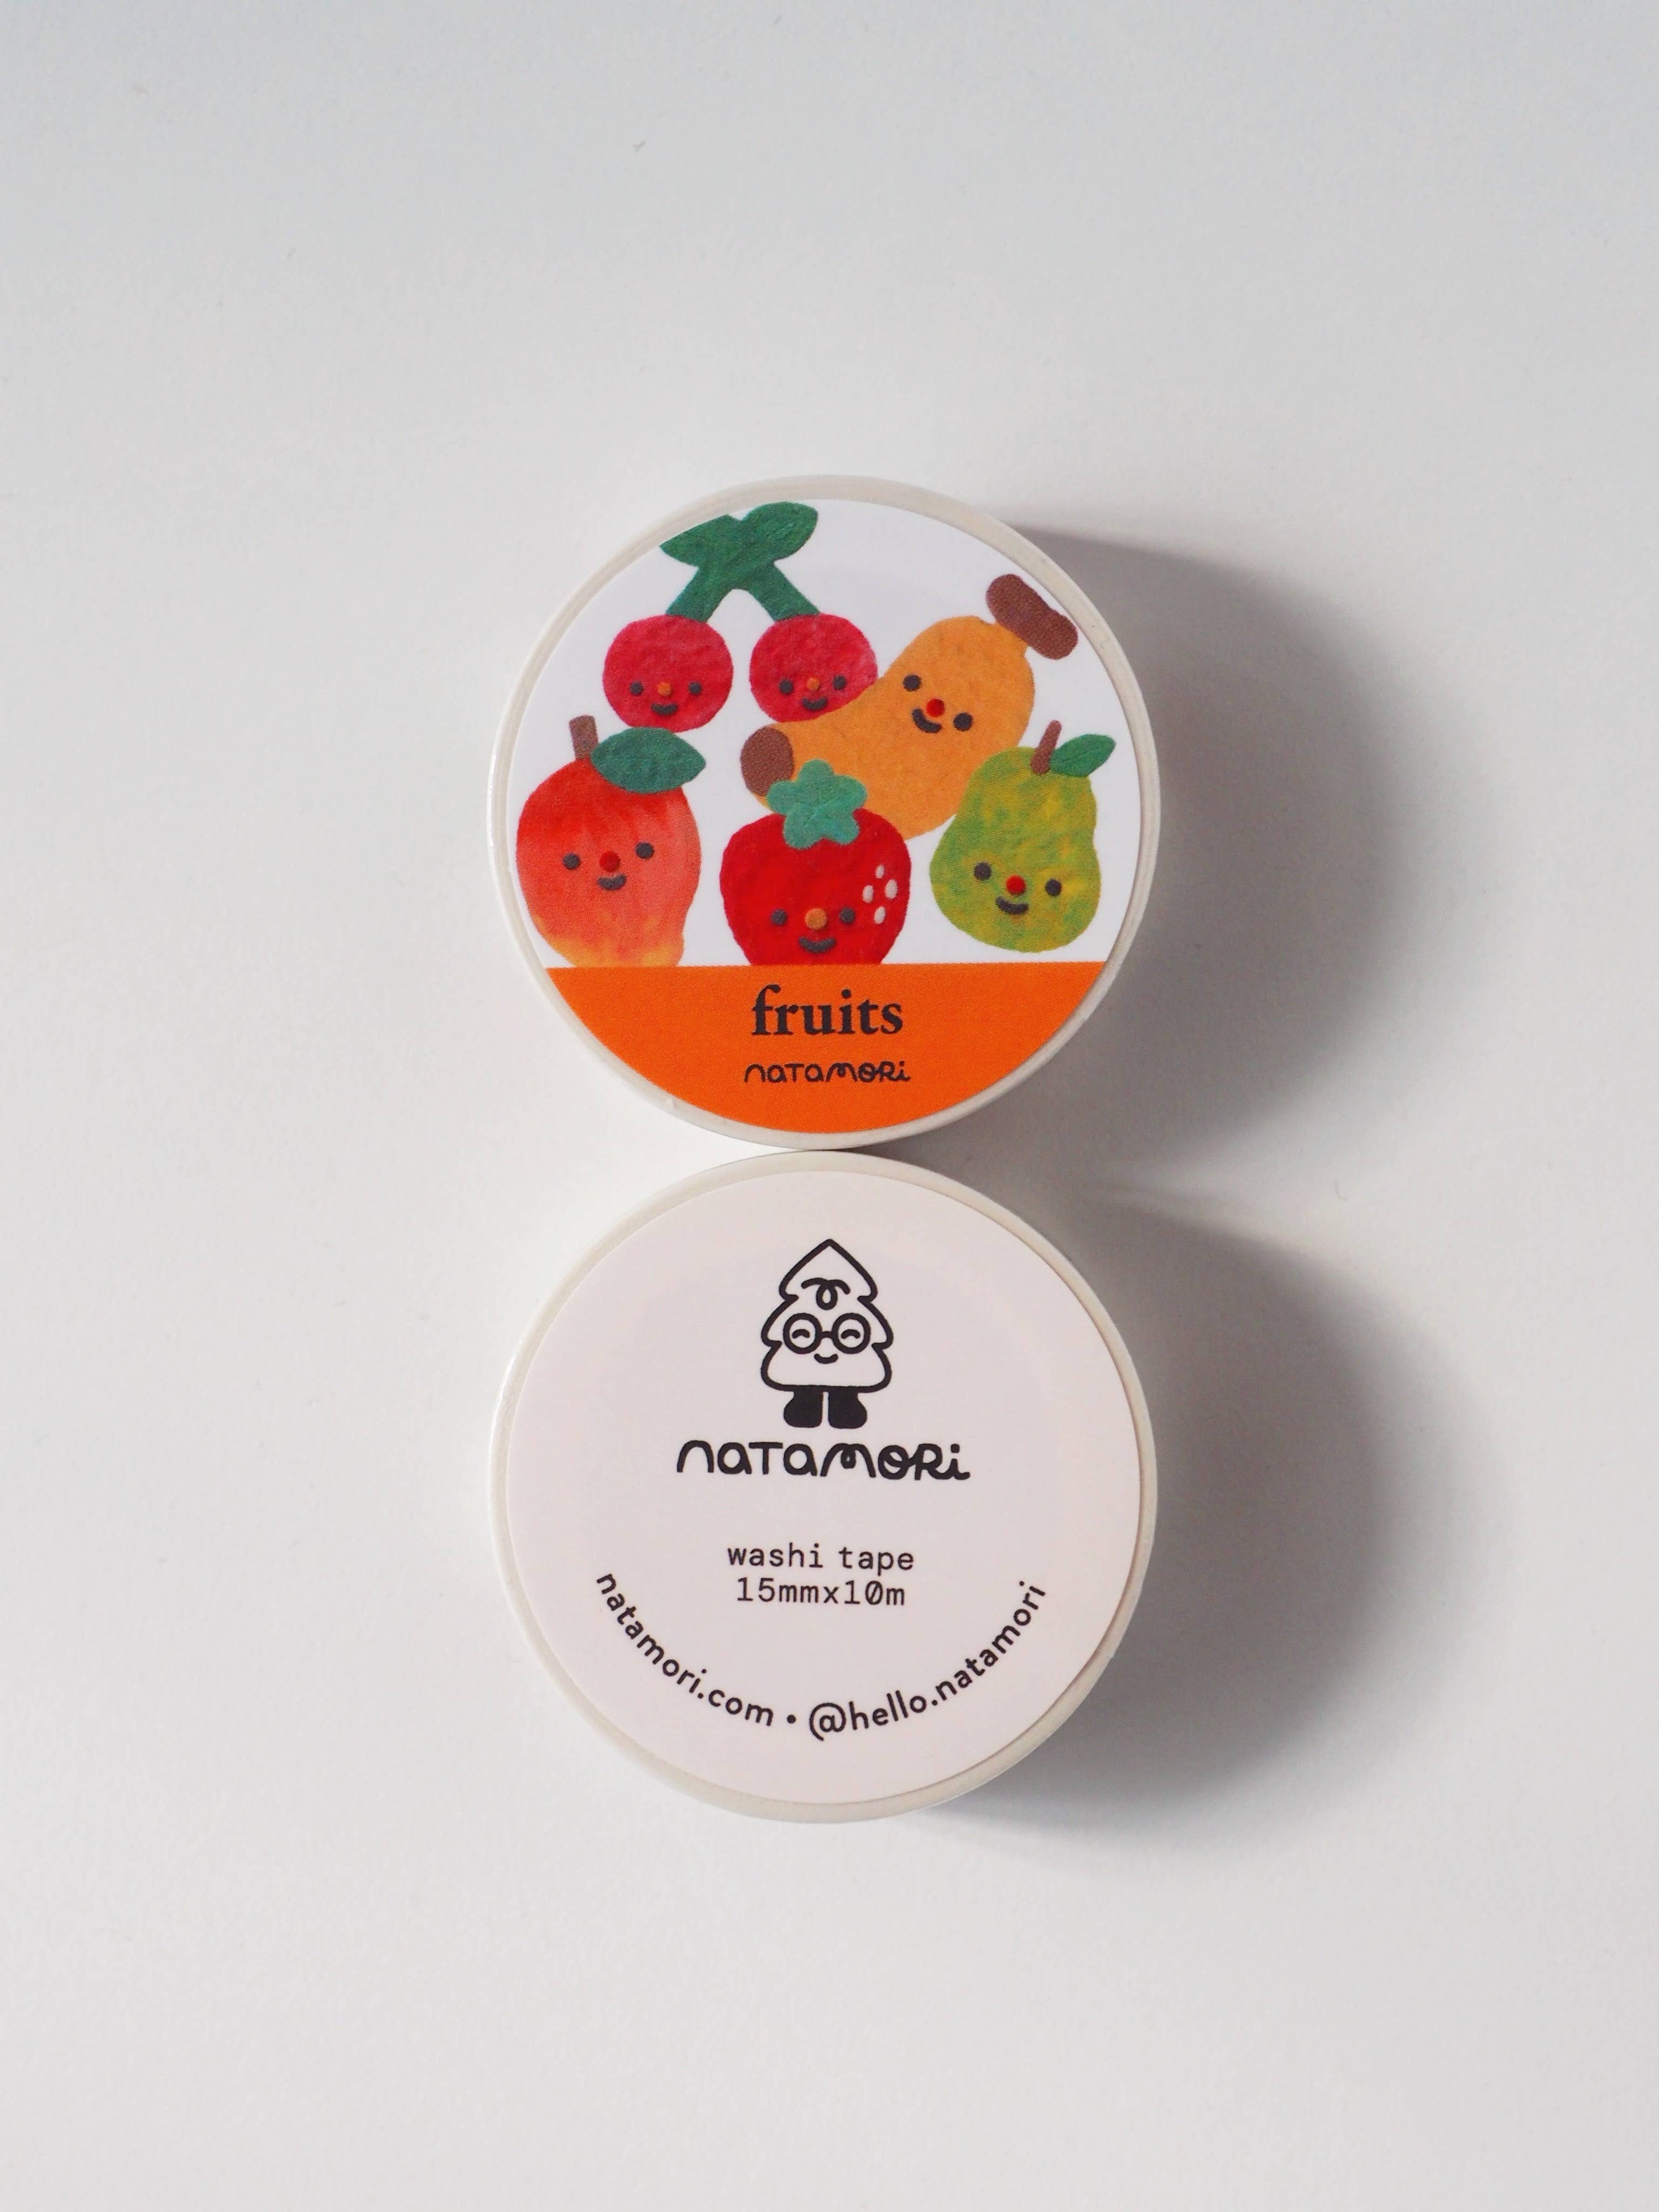 fruits
natamori
natamori
washi tape
15mmx10m
natamori.com • @hello.natamori